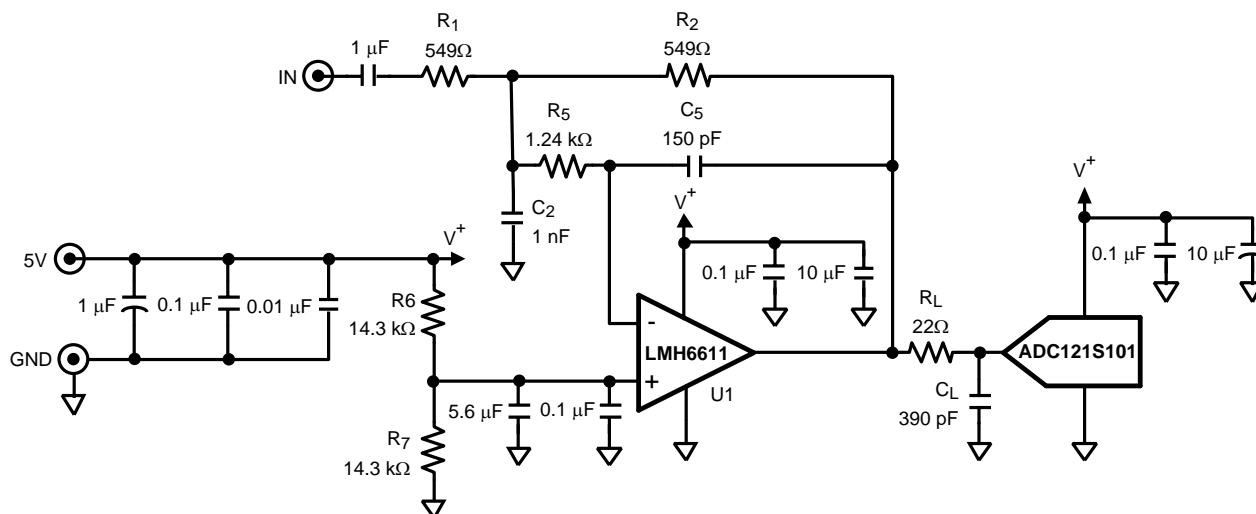 R1
549Ω
R2
549Ω
1 µF
IN
R5
1.24 kΩ
C5
150 pF
C2
1 nF
V+
5V
V+
V+
1 µF
0.1 µF
0.01 µF
R6
14.3 kΩ
0.1 µF
10 µF
0.1 µF
10 µF
GND
-
LMH6611
+
U1
RL
22Ω
ADC121S101
CL
390 pF
5.6 µF
0.1 µF
R7
14.3 kΩ